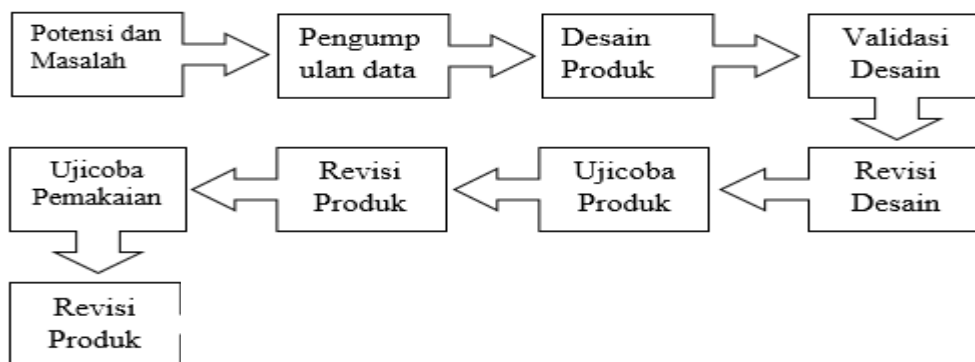 Potensi dan
Masalah
Pengump
ulan data
Desain
Produk
Validasi
Desain
Revisi
Desain
Ujicoba
Produk
Revisi
Produk
Ujicoba
Pemakaian
Revisi
Produk